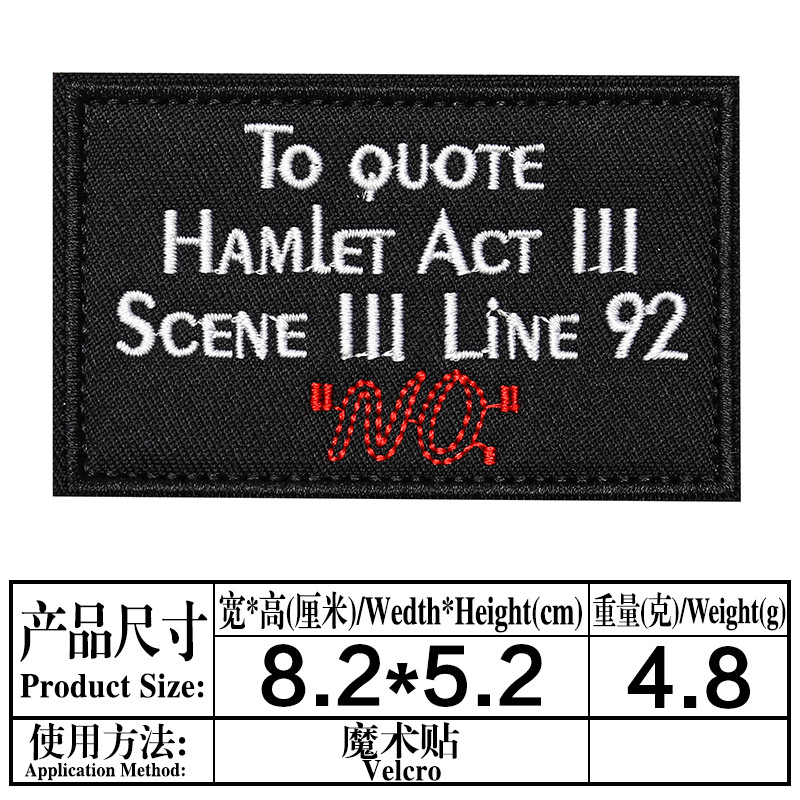 To QUOTE
HAMLET ACT III
SCENE III LINE 92
"NO."
产品尺寸
Product Size:
宽*高(厘米)/Wedth*Height(cm)
重量(克)/Weight(g)
8.2*5.2
4.8
使用方法:
Application Method:
魔术贴
Velcro